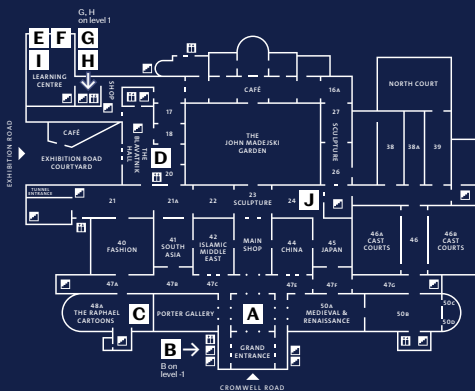 G, H
on level 1
E F G
I H
LEARNING
CENTRE
SHOP
CAFÉ
16A
NORTH COURT
EXHIBITION ROAD
CAFÉ
EXHIBITION ROAD
COURTYARD
THE
BLAVATNIK
HALL
17
18
D
20
THE
JOHN MADEJSKI
GARDEN
27
SCULPTURE
26
38
38A
39
TUNNEL
ENTRANCE
21
21A
22
23
SCULPTURE
24
J
40
FASHION
41
SOUTH
ASIA
42
ISLAMIC
MIDDLE
EAST
MAIN
SHOP
44
CHINA
45
JAPAN
46A
CAST
COURTS
46
46B
CAST
COURTS
47A
47B
47C
47E
47F
47G
48A
THE RAPHAEL
CARTOONS
C
PORTER GALLERY
A
50A
MEDIEVAL &
RENAISSANCE
50B
50C
50D
B
B on
level -1
GRAND
ENTRANCE
CROMWELL ROAD